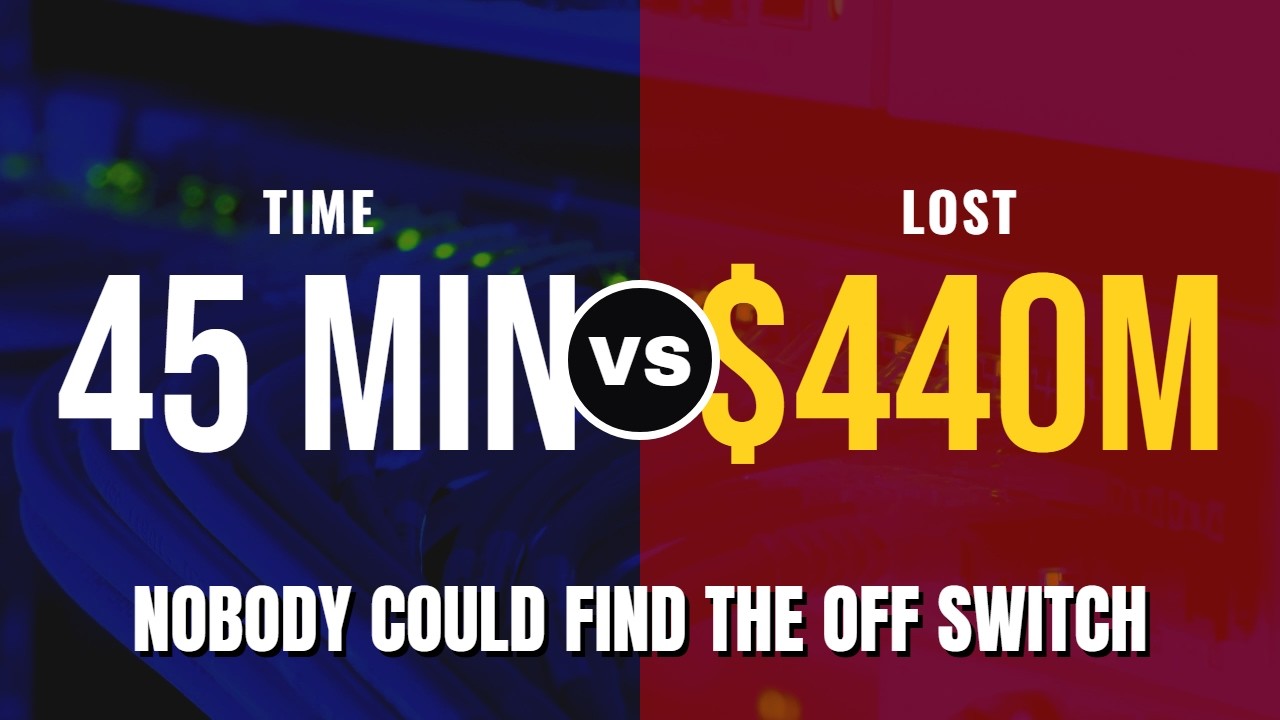 TIME
LOST
45 MIN
VS
$440M
NOBODY COULD FIND THE OFF SWITCH